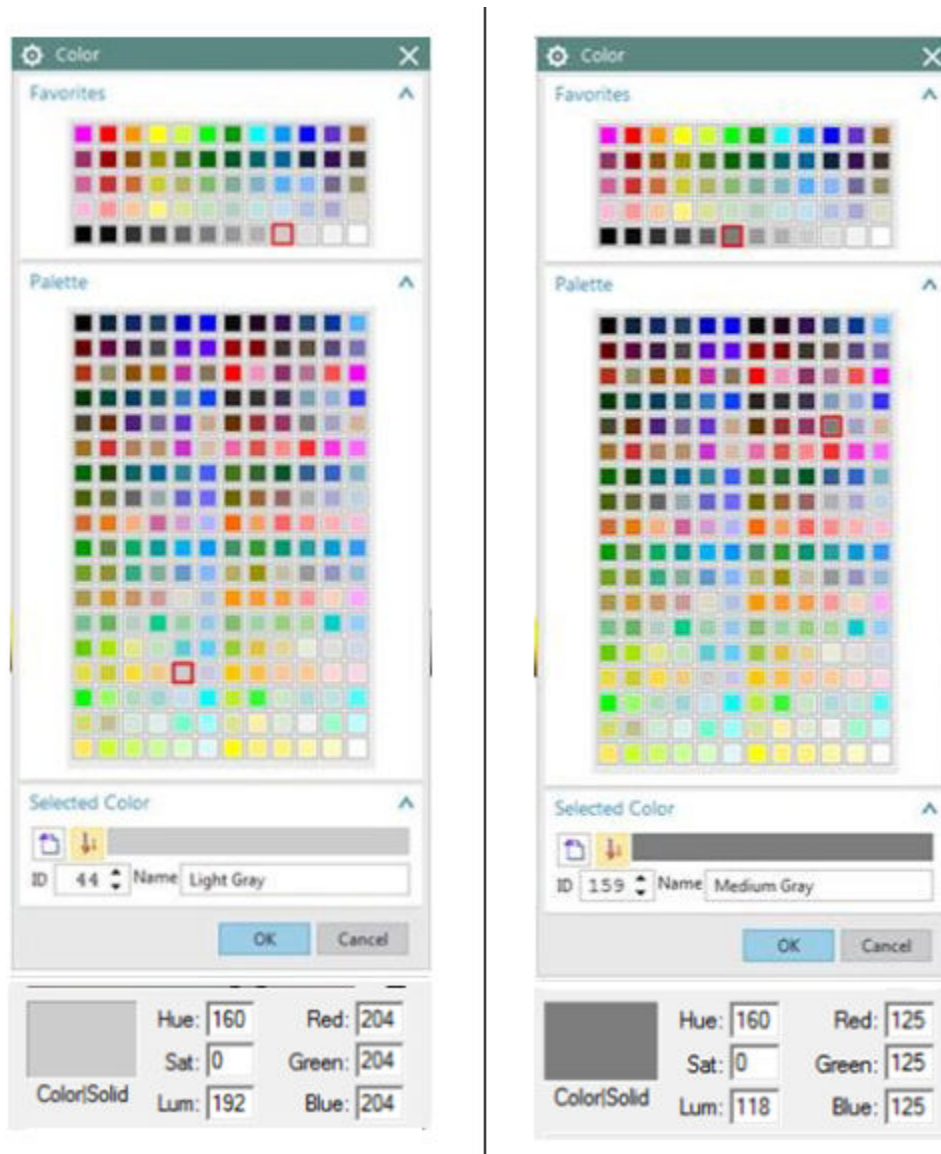 Color
Favorites
Palette
Selected Color
ID 44 Name Light Gray
OK Cancel
Hue: 160 Red: 204
Sat: 0 Green: 204
Color|Solid
Lum: 192 Blue: 204
Color
Favorites
Palette
Selected Color
ID 159 Name Medium Gray
OK Cancel
Hue: 160 Red: 125
Sat: 0 Green: 125
Color|Solid
Lum: 118 Blue: 125